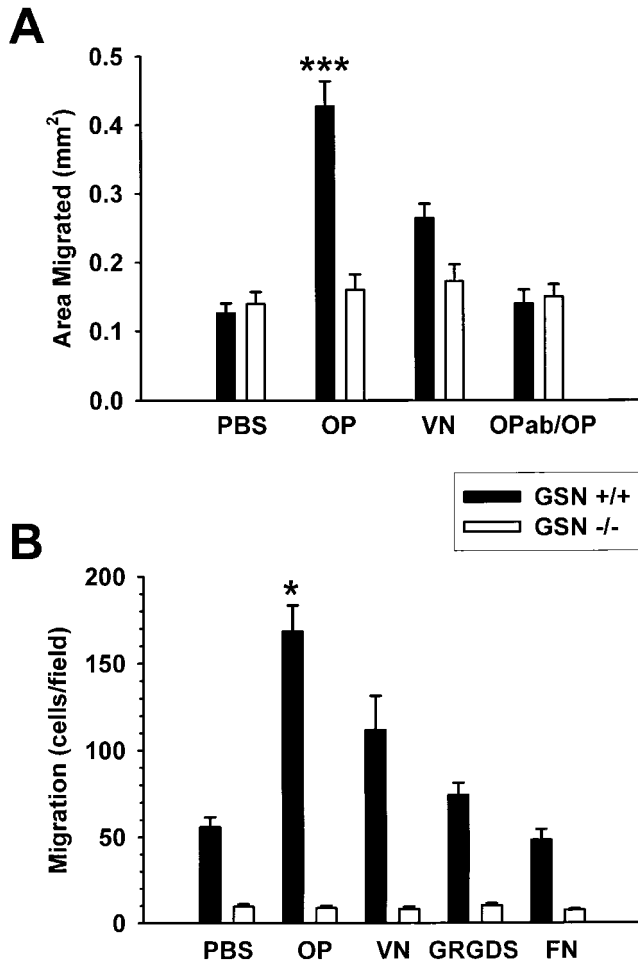 A
Area Migrated (mm²)
0.5
0.4
0.3
0.2
0.1
0.0
***
PBS OP VN OPab/OP
GSN +/+
GSN -/-
B
Migration (cells/field)
200
150
100
50
0
*
PBS OP VN GRGDS FN